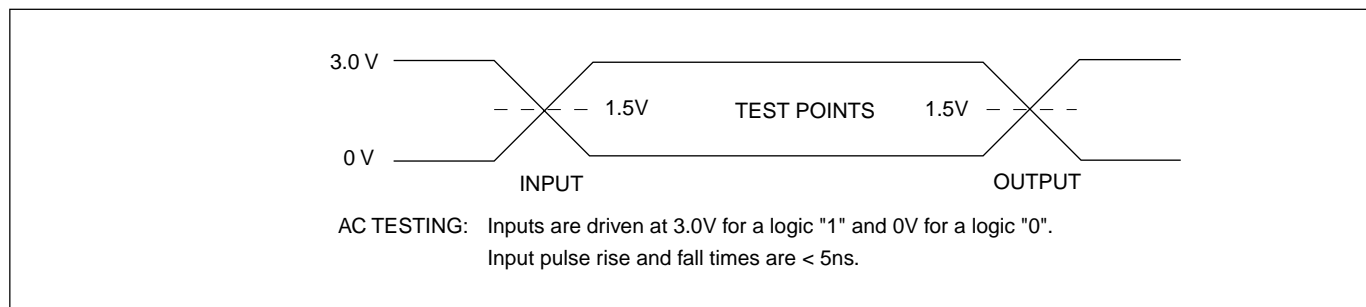 3.0 V
1.5V TEST POINTS 1.5V
0 V
INPUT OUTPUT
AC TESTING: Inputs are driven at 3.0V for a logic "1" and 0V for a logic "0".
Input pulse rise and fall times are < 5ns.